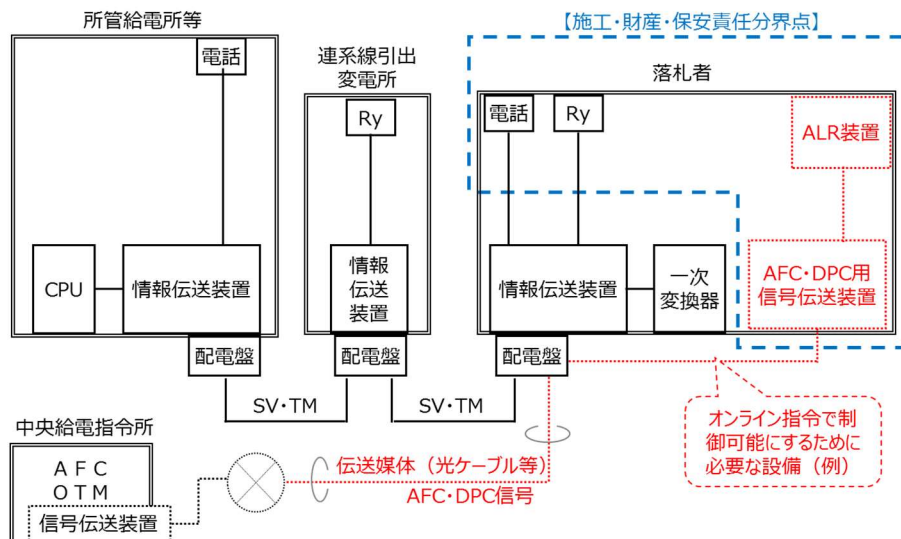 所管給電所等
電話
CPU
情報伝送装置
配電盤
連系線引出
変電所
Ry
情報
伝送
装置
配電盤
【施工・財産・保安責任分界点】
落札者
電話
Ry
ALR装置
情報伝送装置
一次
変換器
AFC・DPC用
信号伝送装置
配電盤
SV・TM
SV・TM
オンライン指令で制
御可能にするために
必要な設備（例）
中央給電指令所
ＡＦＣ
ＯＴＭ
信号伝送装置
伝送媒体（光ケーブル等）
AFC・DPC信号